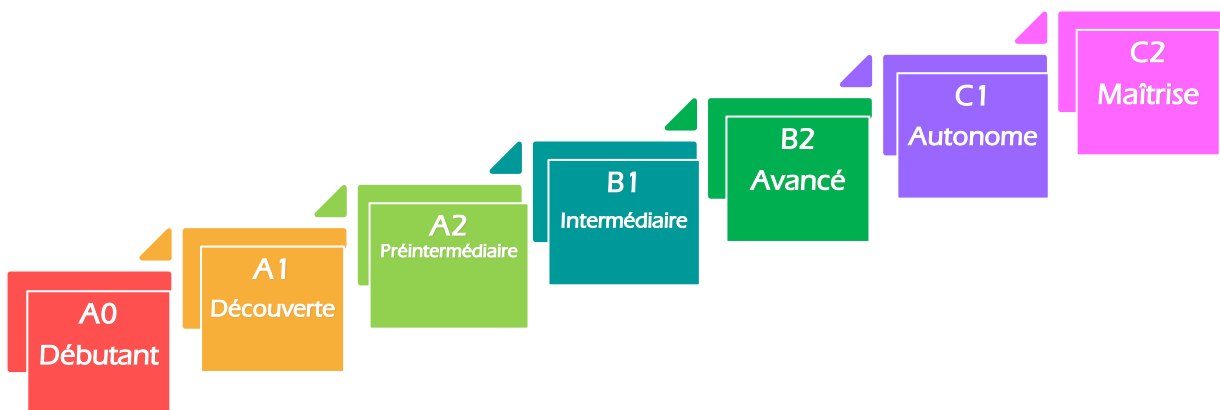 A0
Débutant
A1
Découverte
A2
Préintermédiaire
B1
Intermédiaire
B2
Avancé
C1
Autonome
C2
Maîtrise